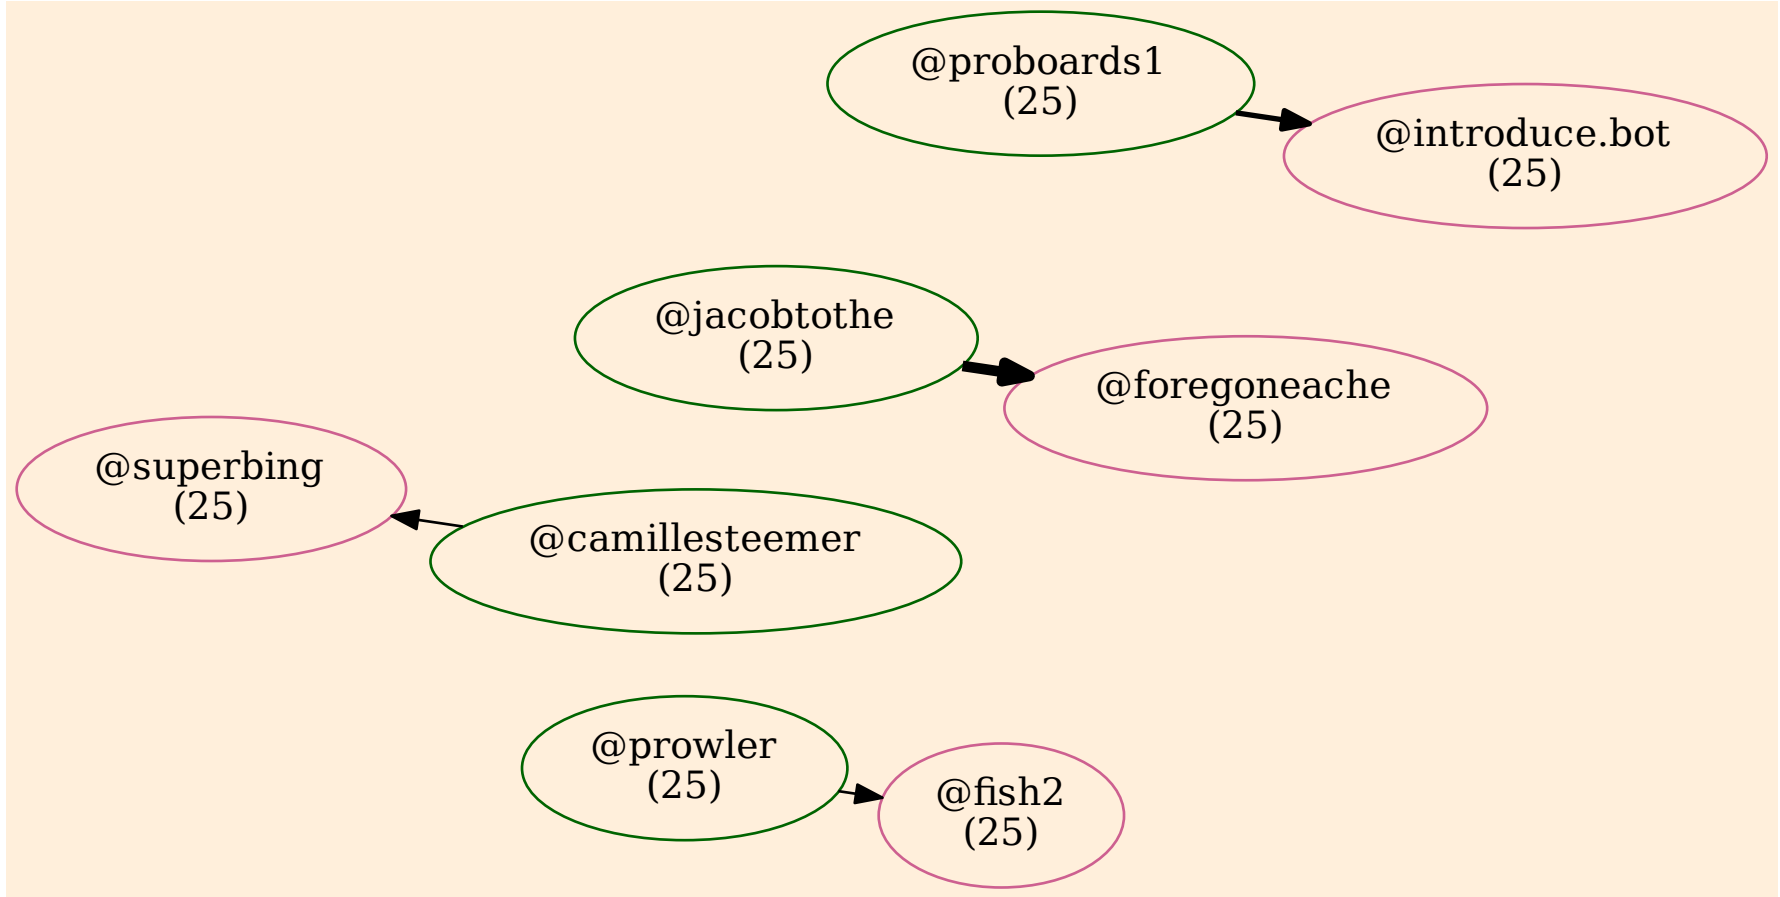 @proboards1
(25)
@introduce.bot
(25)
@jacobtothe
(25)
@foregoneache
(25)
@superbing
(25)
@camillesteemer
(25)
@prowler
(25)
@fish2
(25)